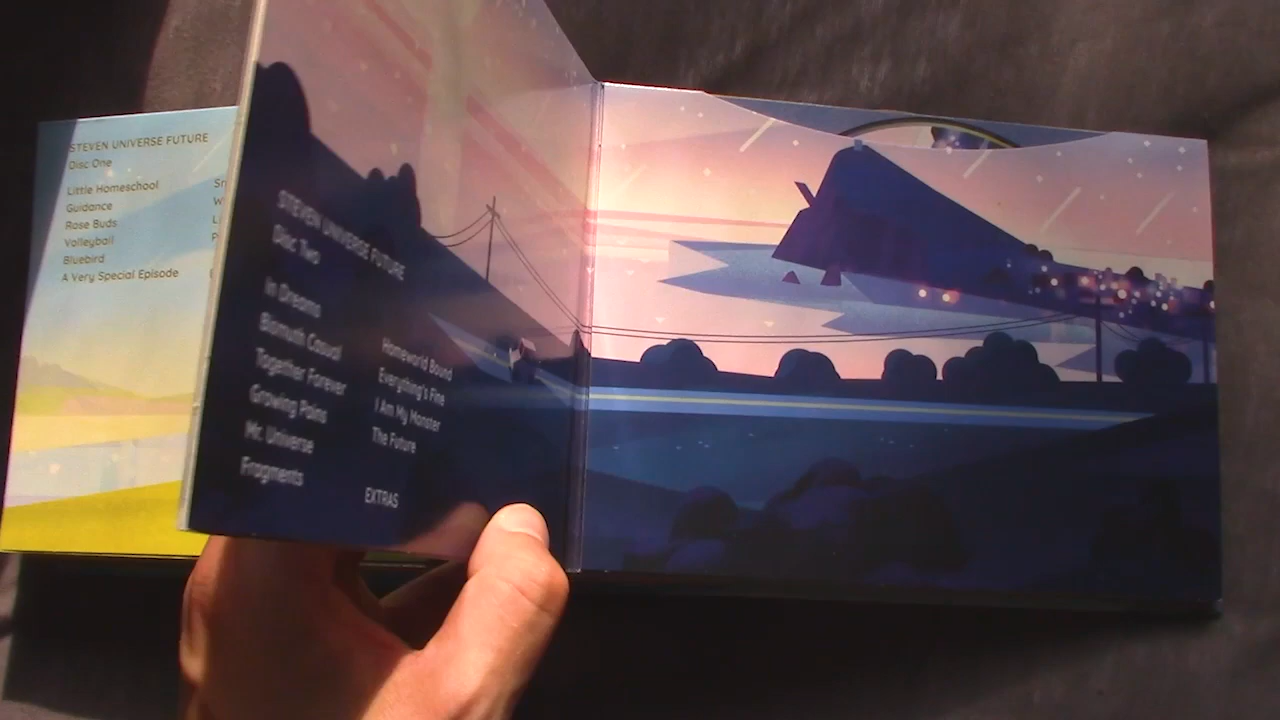 STEVEN UNIVERSE FUTURE
Disc One
Little Homeschool
Guidance
Rose Buds
Volleyball
Bluebird
A Very Special Episode
STEVEN UNIVERSE FUTURE
Disc Two
In Dreams
Bismuth Casual
Together Forever
Growing Pains
Mr. Universe
Fragments
Homeworld Bound
Everything's Fine
I Am My Monster
The Future
EXTRAS